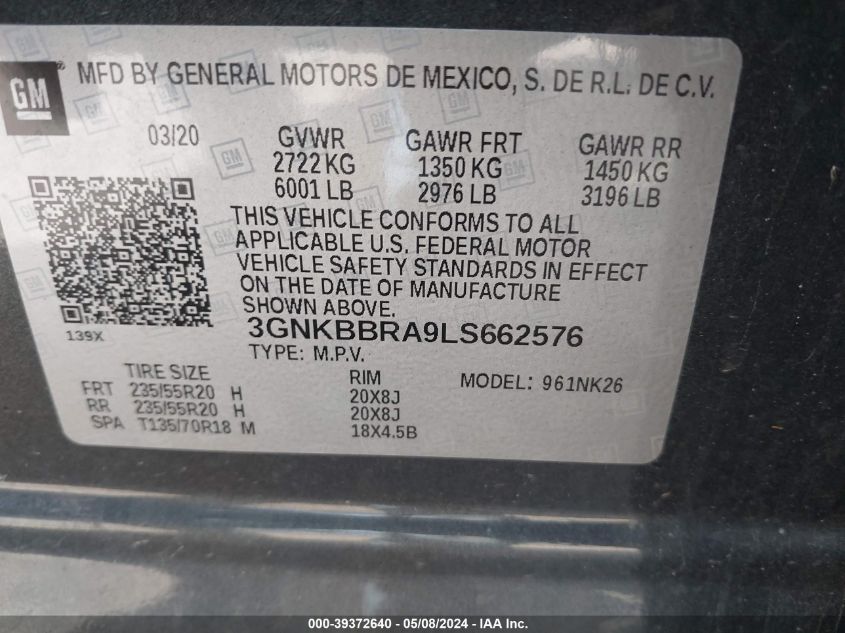 GM ® MFD BY GENERAL MOTORS DE MEXICO, S. DE R.L. DE C.V.
03/20 GVWR GAWR FRT GAWR RR
2722 KG 1350 KG 1450 KG
6001 LB 2976 LB 3196 LB
THIS VEHICLE CONFORMS TO ALL
APPLICABLE U.S. FEDERAL MOTOR
VEHICLE SAFETY STANDARDS IN EFFECT
ON THE DATE OF MANUFACTURE
SHOWN ABOVE.
139X 3GNKBBRA9LS662576
TYPE: M.P.V.
TIRE SIZE RIM MODEL: 961NK26
FRT 235/55R20 H 20X8J
RR 235/55R20 H 20X8J
SPA T135/70R18 M 18X4.5B
000-39372640 - 05/08/2024 - IAA Inc.